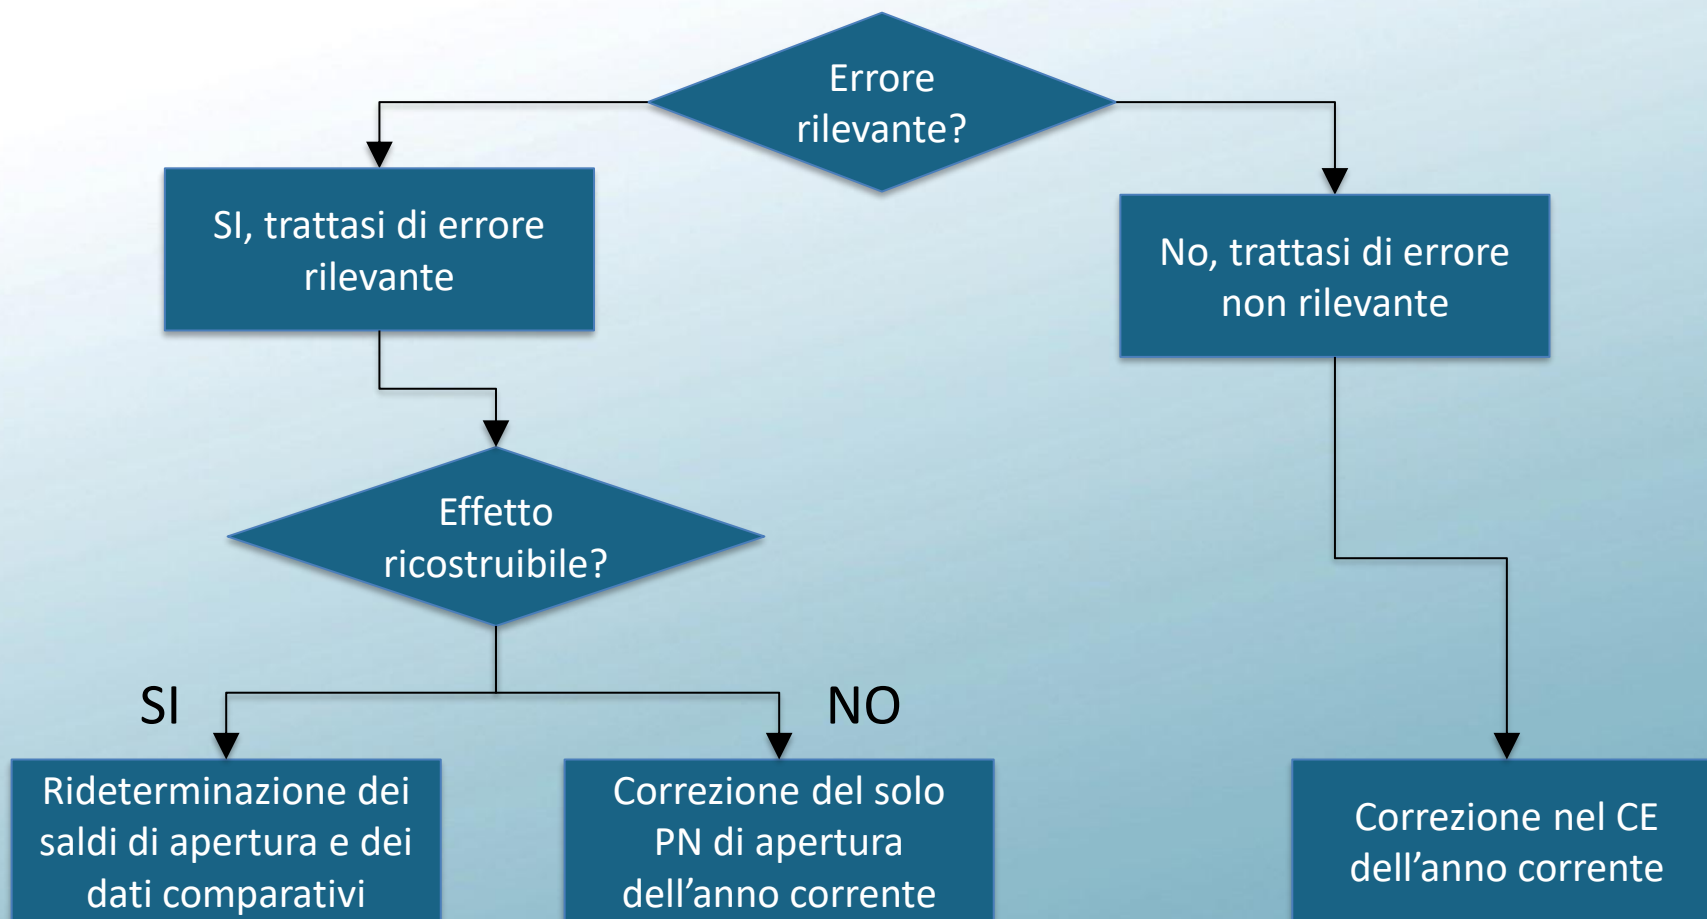 Errore
rilevante?
SI, trattasi di errore
rilevante
No, trattasi di errore
non rilevante
Effetto
ricostruibile?
SI
NO
Rideterminazione dei
saldi di apertura e dei
dati comparativi
Correzione del solo
PN di apertura
dell’anno corrente
Correzione nel CE
dell’anno corrente